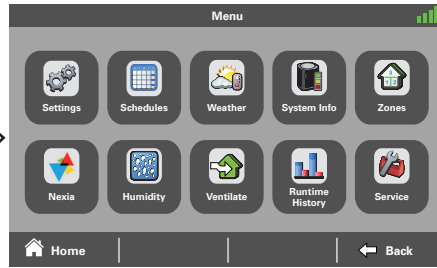 Menu
Settings Schedules Weather System Info Zones
Nexia Humidity Ventilate Runtime History Service
Home Back